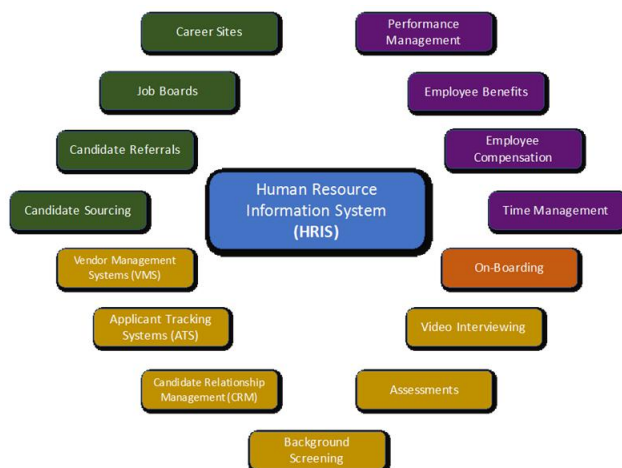 Career Sites
Performance
Management
Job Boards
Employee Benefits
Candidate Referrals
Employee
Compensation
Human Resource
Information System
(HRIS)
Candidate Sourcing
Time Management
Vendor Management
Systems (VMS)
On-Boarding
Applicant Tracking
Systems (ATS)
Video Interviewing
Candidate Relationship
Management (CRM)
Assessments
Background
Screening